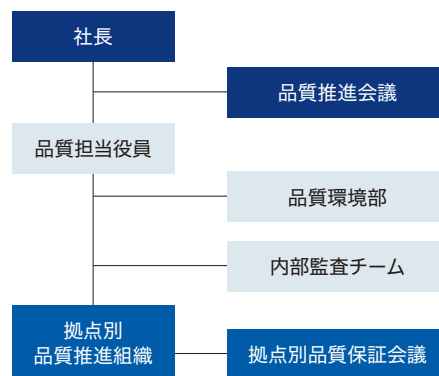 社長
品質推進会議
品質担当役員
品質環境部
内部監査チーム
拠点別
品質推進組織
拠点別品質保証会議